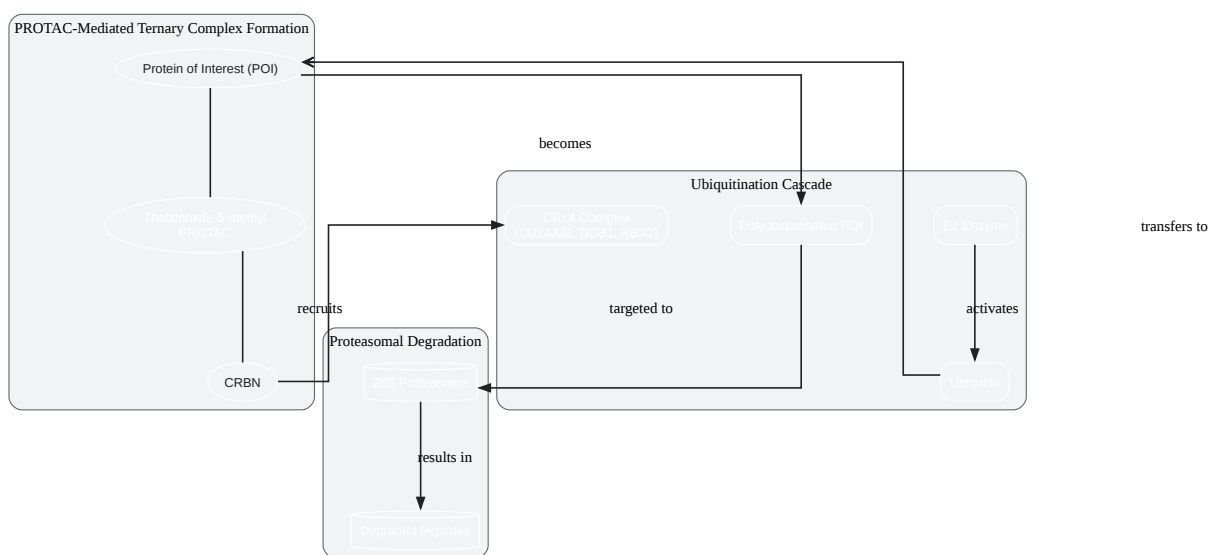 PROTAC-Mediated Ternary Complex Formation
Protein of Interest (POI)
becomes
Ubiquitination Cascade
Thalidomide-5-methyl
PROTAC
CRL4 Complex
(CUL4A/B, DDB1, RBX1)
Polyubiquitinated POI
E2 Enzyme
transfers to
recruits
targeted to
activates
Proteasomal Degradation
CRBN
26S Proteasome
Ubiquitin
results in
Degraded Peptides